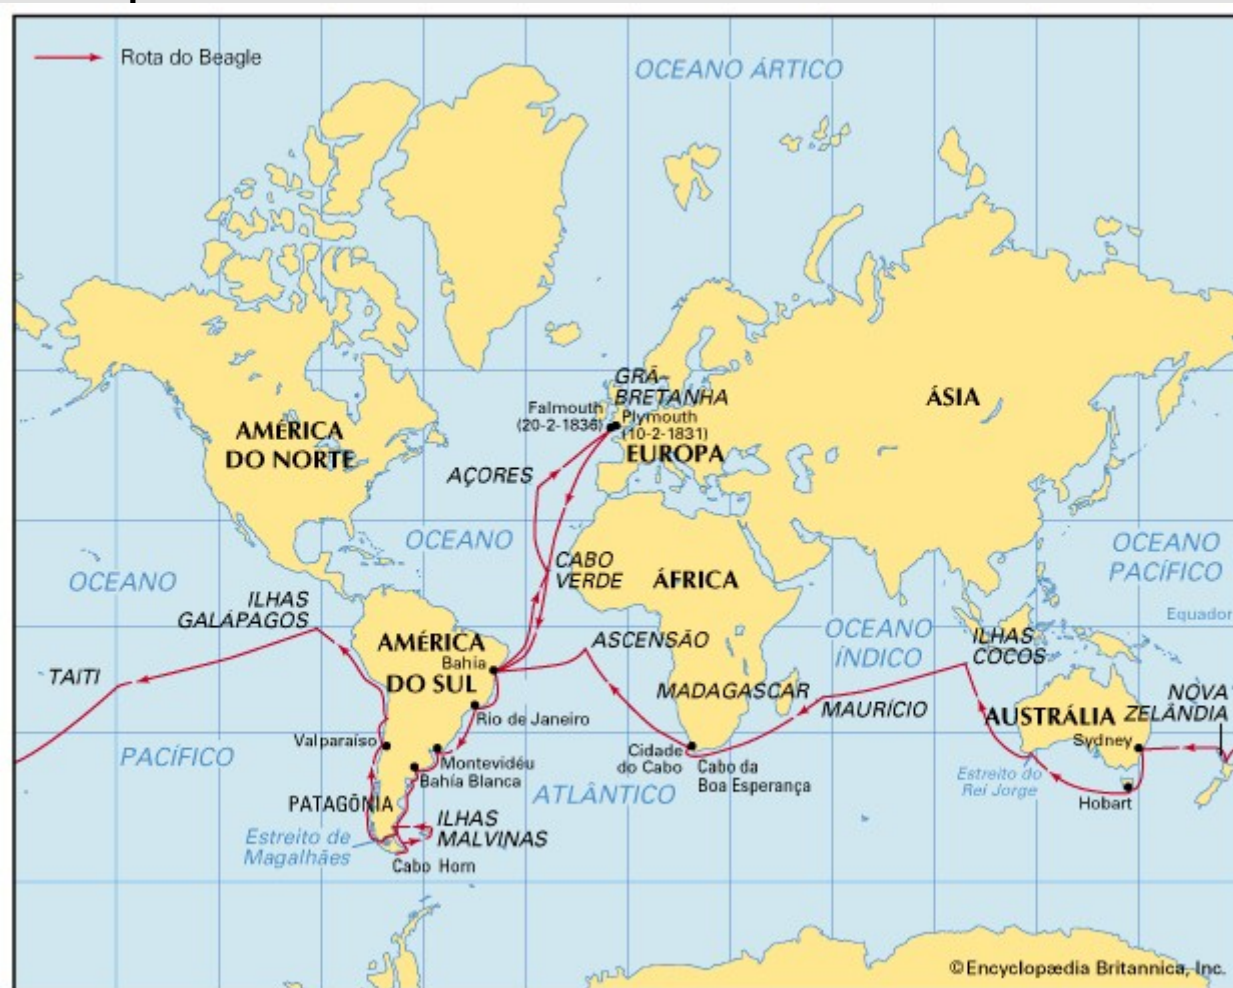 Rota do Beagle
OCEANO ÁRTICO
GRÃ-
BRETANHA
Falmouth
(20-2-1836)
Plymouth
(10-2-1831)
EUROPA
ÁSIA
AMÉRICA
DO NORTE
AÇORES
OCEANO
OCEANO
CABO
VERDE
ÁFRICA
OCEANO
PACÍFICO
Equador
ILHAS
GALÁPAGOS
AMÉRICA
Bahia
DO SUL
ASCENSÃO
OCEANO
ÍNDICO
ILHAS
COCOS
TAITI
MADAGASCAR
MAURÍCIO
AUSTRÁLIA
NOVA
ZELÂNDIA
Rio de Janeiro
Valparaíso
Sydney
PACÍFICO
Montevidéu
Bahía Blanca
Cidade
do Cabo
Cabo da
Boa Esperança
Estreito do
Rei Jorge
Hobart
ATLÂNTICO
PATAGÔNIA
ILHAS
MALVINAS
Estreito de
Magalhães
Cabo Horn
©Encyclopædia Britannica, Inc.